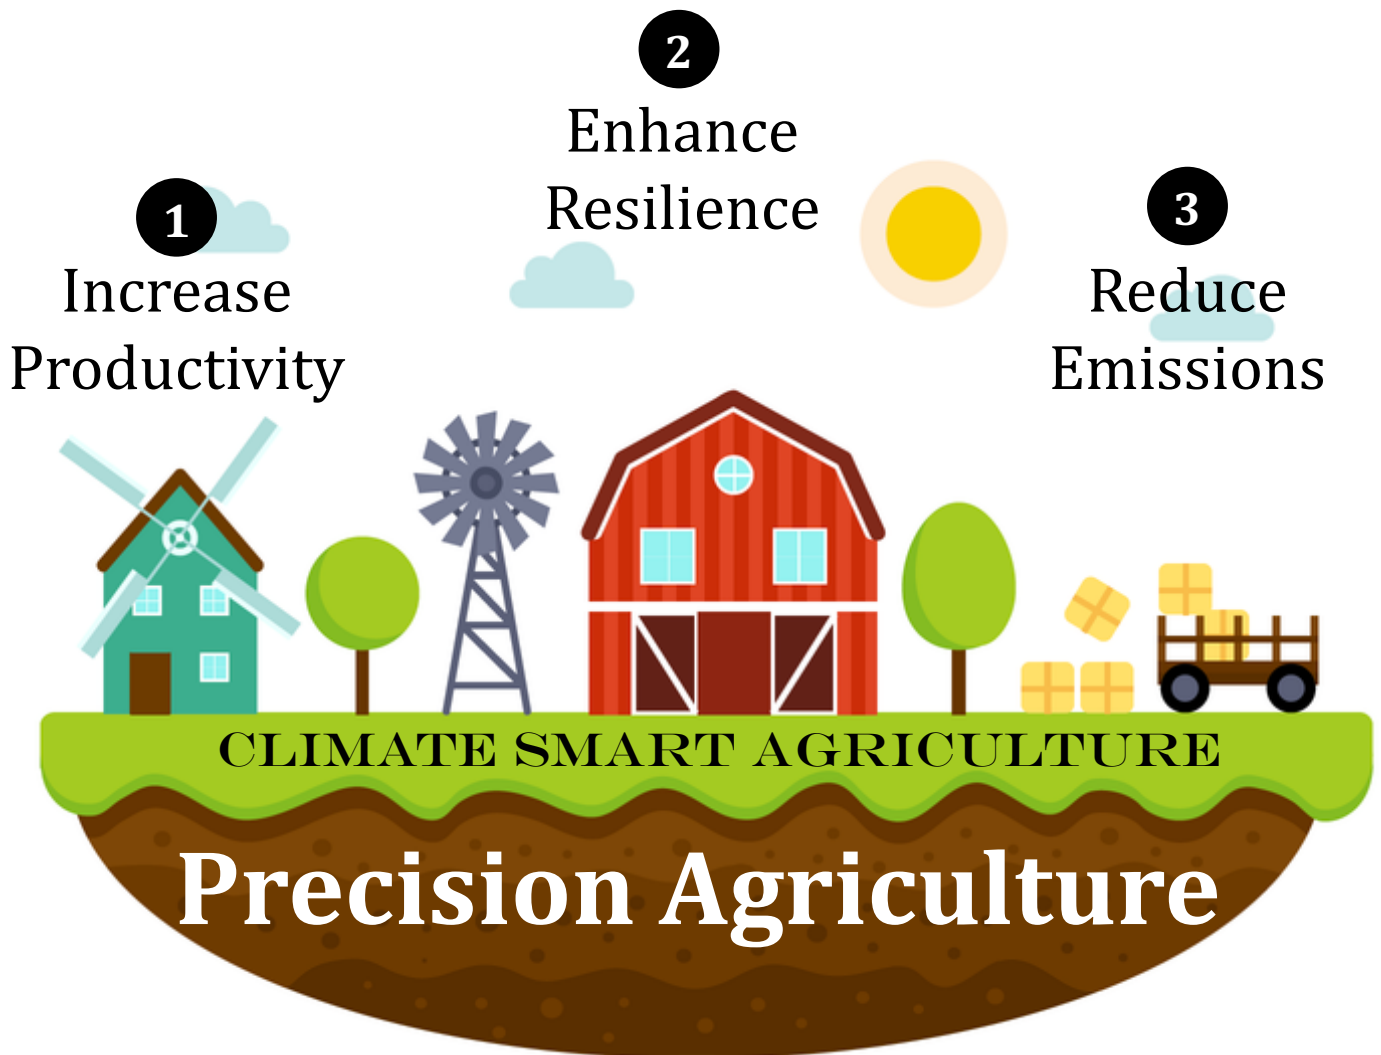 1
Increase
Productivity
2
Enhance
Resilience
3
Reduce
Emissions
CLIMATE SMART AGRICULTURE
Precision Agriculture